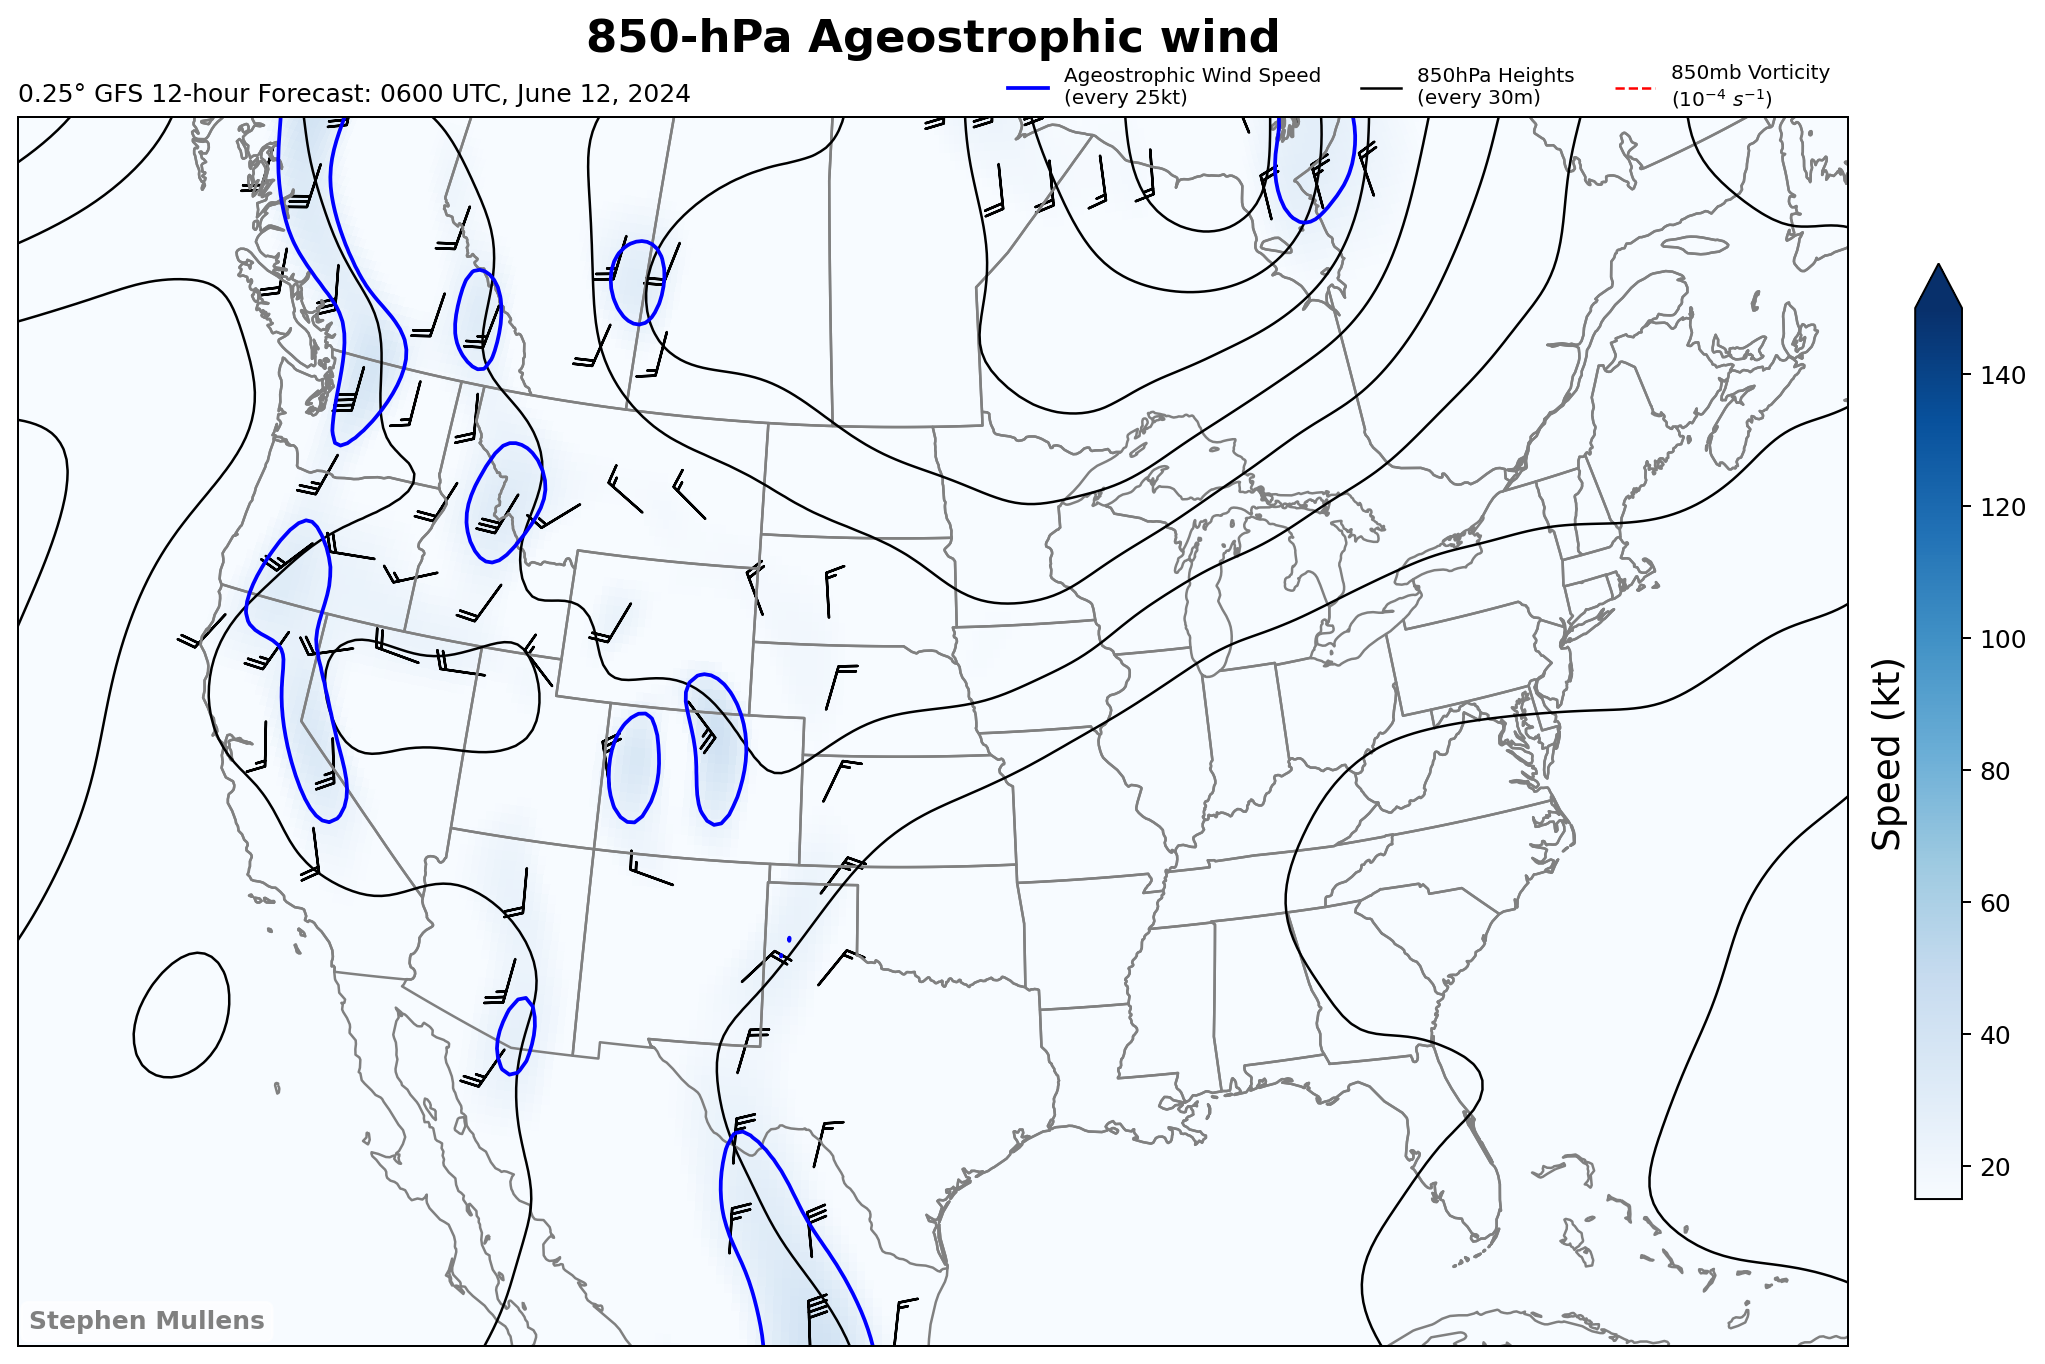 850-hPa Ageostrophic wind
0.25° GFS 12-hour Forecast: 0600 UTC, June 12, 2024
Ageostrophic Wind Speed
(every 25kt)
850hPa Heights
(every 30m)
850mb Vorticity
(10⁻⁴ s⁻¹)
140
120
100
80
60
40
20
Speed (kt)
Stephen Mullens